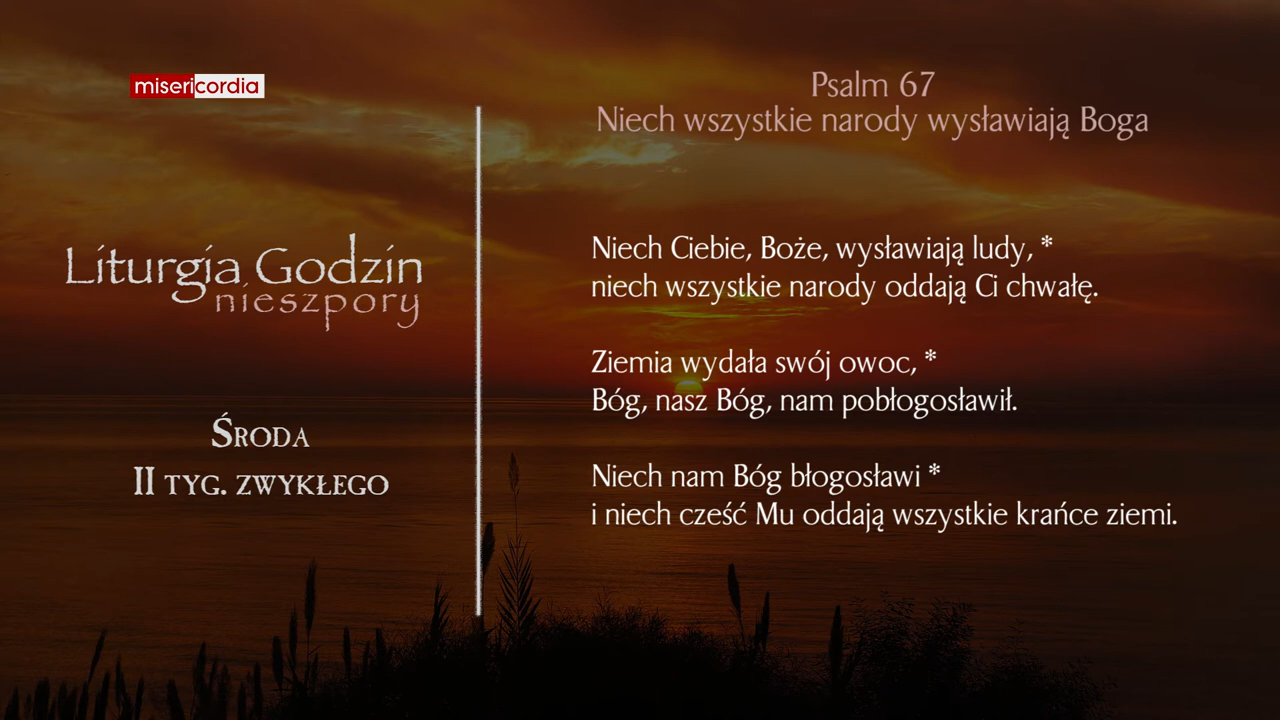 misericordia
Liturgia Godzin
nieszpory
Środa
II tyg. zwykłego
Psalm 67
Niech wszystkie narody wysławiają Boga
Niech Ciebie, Boże, wysławiają ludy, *
niech wszystkie narody oddają Ci chwałę.
Ziemia wydała swój owoc, *
Bóg, nasz Bóg, nam pobłogosławił.
Niech nam Bóg błogosławi *
i niech cześć Mu oddają wszystkie krańce ziemi.